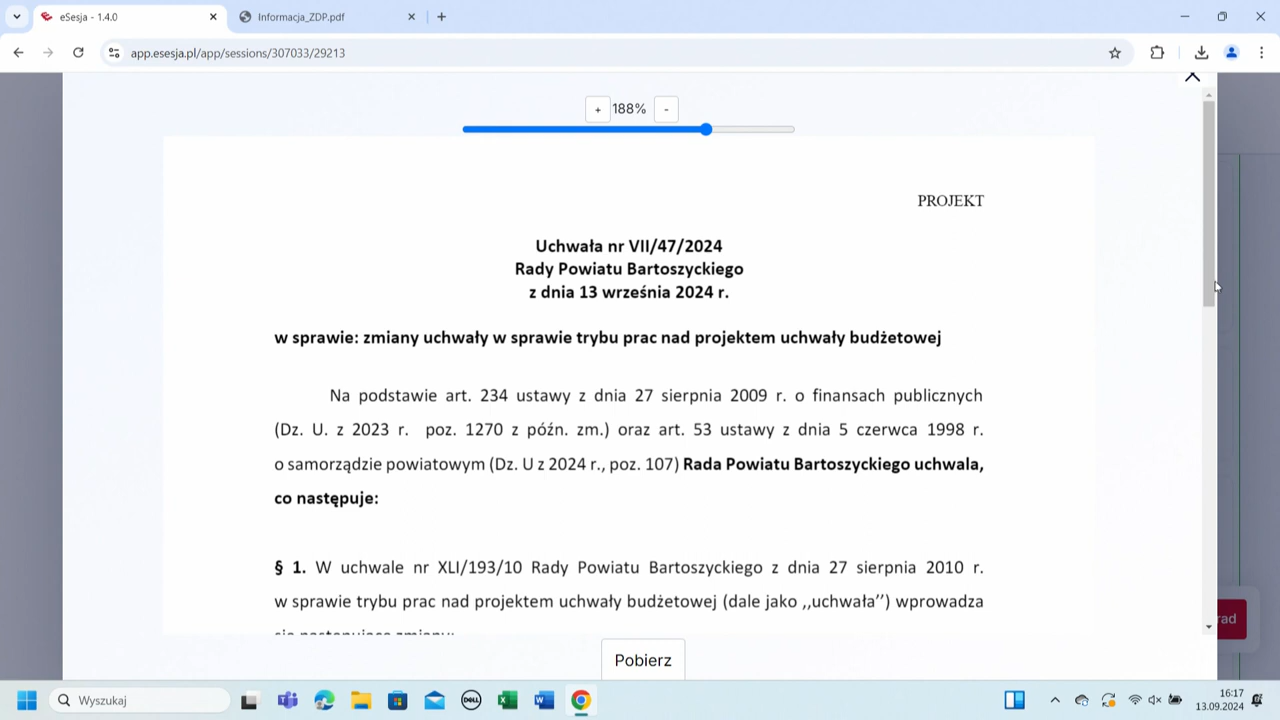 eSesja - 1.4.0
Informacja_ZDP.pdf
app.esesja.pl/app/sessions/307033/29213
+ 188% -
PROJEKT
Uchwała nr VII/47/2024
Rady Powiatu Bartoszyckiego
z dnia 13 września 2024 r.
w sprawie: zmiany uchwały w sprawie trybu prac nad projektem uchwały budżetowej
Na podstawie art. 234 ustawy z dnia 27 sierpnia 2009 r. o finansach publicznych
(Dz. U. z 2023 r. poz. 1270 z późn. zm.) oraz art. 53 ustawy z dnia 5 czerwca 1998 r.
o samorządzie powiatowym (Dz. U z 2024 r., poz. 107) Rada Powiatu Bartoszyckiego uchwala,
co następuje:
§ 1. W uchwale nr XLI/193/10 Rady Powiatu Bartoszyckiego z dnia 27 sierpnia 2010 r.
w sprawie trybu prac nad projektem uchwały budżetowej (dale jako ,,uchwała’’) wprowadza
się następujące zmiany:
rad
Pobierz
Wyszukaj
DELL
16:17
13.09.2024